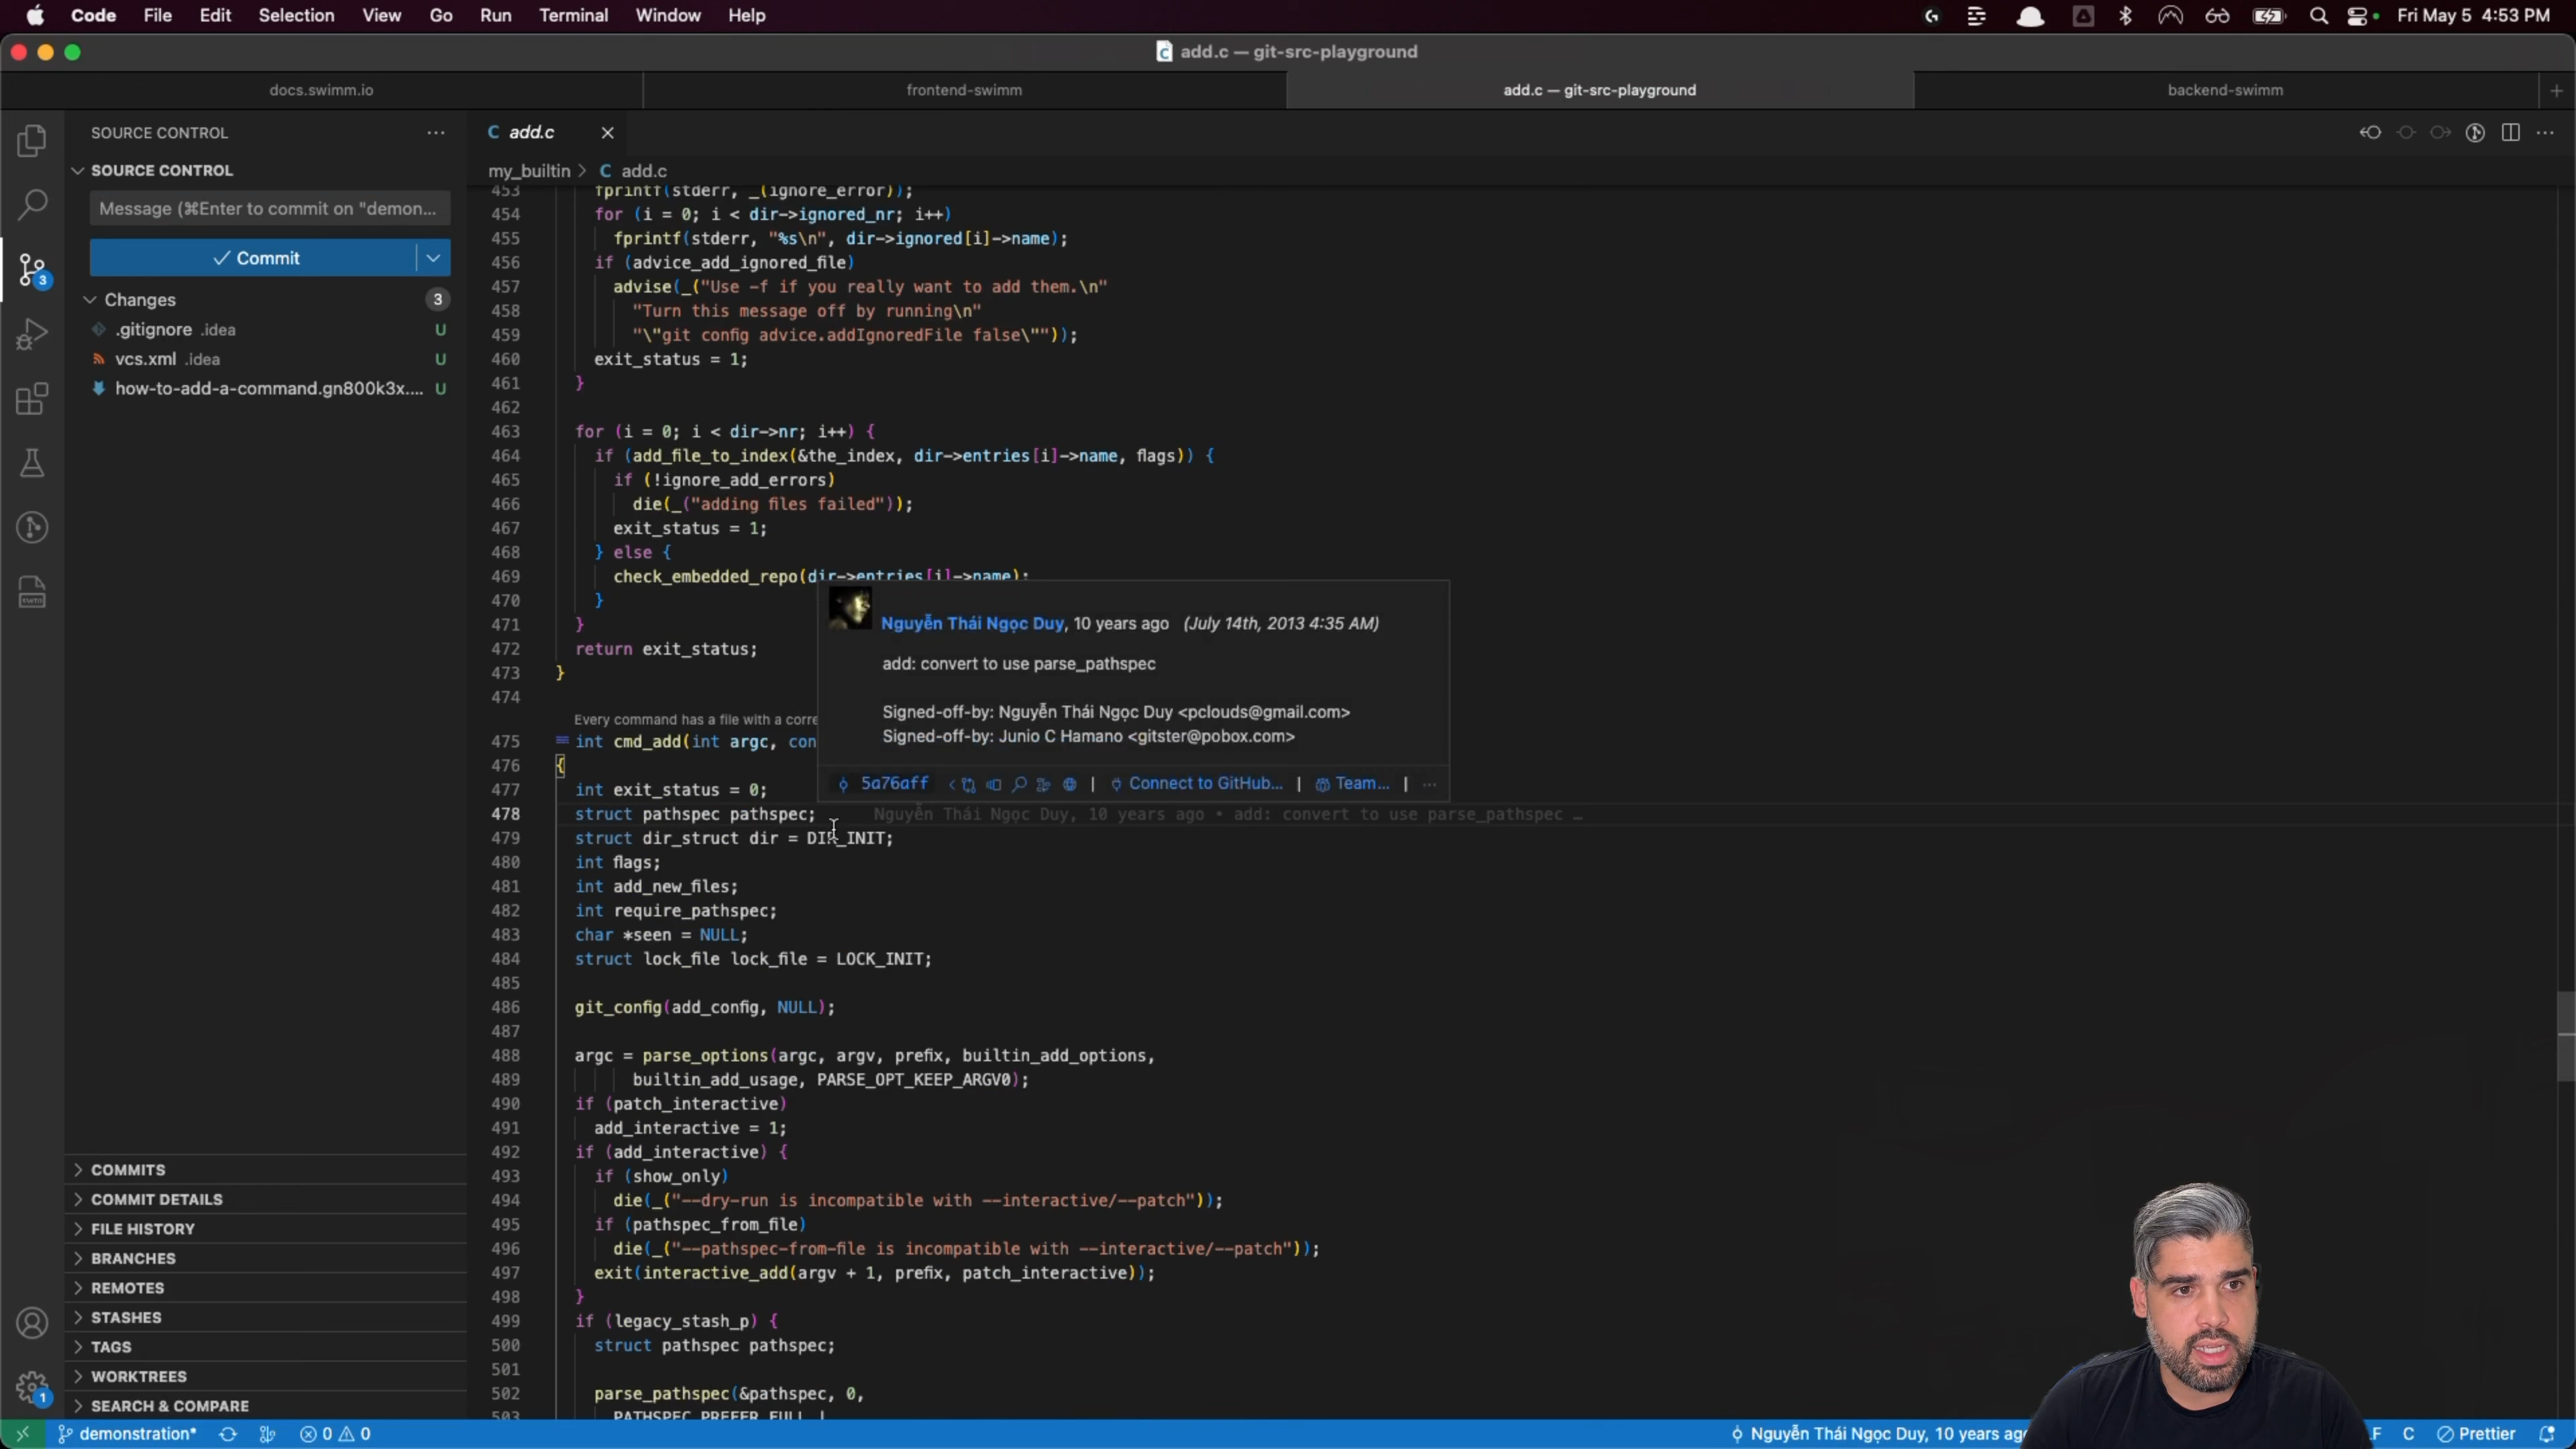 Code File Edit Selection View Go Run Terminal Window Help
Fri May 5 4:53 PM
add.c — git-src-playground
docs.swimm.io
frontend-swimm
add.c — git-src-playground
backend-swimm
SOURCE CONTROL
SOURCE CONTROL
Message (⌘Enter to commit on "demon...
Commit
Changes 3
.gitignore .idea U
vcs.xml .idea U
how-to-add-a-command.gn800k3x.... U
3
COMMITS
COMMIT DETAILS
FILE HISTORY
BRANCHES
REMOTES
STASHES
TAGS
WORKTREES
SEARCH & COMPARE
1
C add.c
my_builtin > C add.c
453 fprintf(stderr, _(ignore_error));
454 for (i = 0; i < dir->ignored_nr; i++)
455 fprintf(stderr, "%s\n", dir->ignored[i]->name);
456 if (advice_add_ignored_file)
457 advise(_("Use -f if you really want to add them.\n"
458 "Turn this message off by running\n"
459 "\"git config advice.addIgnoredFile false\""));
460 exit_status = 1;
461 }
462
463 for (i = 0; i < dir->nr; i++) {
464 if (add_file_to_index(&the_index, dir->entries[i]->name, flags)) {
465 if (!ignore_add_errors)
466 die(_("adding files failed"));
467 exit_status = 1;
468 } else {
469 check_embedded_repo(dir->entries[i]->name);
470 }
471 }
472 return exit_status;
473 }
474
Every command has a file with a corre
475 int cmd_add(int argc, con
476 {
477 int exit_status = 0;
478 struct pathspec pathspec; Nguyễn Thái Ngọc Duy, 10 years ago • add: convert to use parse_pathspec …
479 struct dir_struct dir = DIR_INIT;
480 int flags;
481 int add_new_files;
482 int require_pathspec;
483 char *seen = NULL;
484 struct lock_file lock_file = LOCK_INIT;
485
486 git_config(add_config, NULL);
487
488 argc = parse_options(argc, argv, prefix, builtin_add_options,
489 builtin_add_usage, PARSE_OPT_KEEP_ARGV0);
490 if (patch_interactive)
491 add_interactive = 1;
492 if (add_interactive) {
493 if (show_only)
494 die(_("--dry-run is incompatible with --interactive/--patch"));
495 if (pathspec_from_file)
496 die(_("--pathspec-from-file is incompatible with --interactive/--patch"));
497 exit(interactive_add(argv + 1, prefix, patch_interactive));
498 }
499 if (legacy_stash_p) {
500 struct pathspec pathspec;
501
502 parse_pathspec(&pathspec, 0,
503 PATHSPEC_PREFER_FULL |
Nguyễn Thái Ngọc Duy, 10 years ago (July 14th, 2013 4:35 AM)
add: convert to use parse_pathspec
Signed-off-by: Nguyễn Thái Ngọc Duy <pclouds@gmail.com>
Signed-off-by: Junio C Hamano <gitster@pobox.com>
5a76aff | Connect to GitHub... | Team... | ...
demonstration* 0 0
Nguyễn Thái Ngọc Duy, 10 years ago
F C Prettier